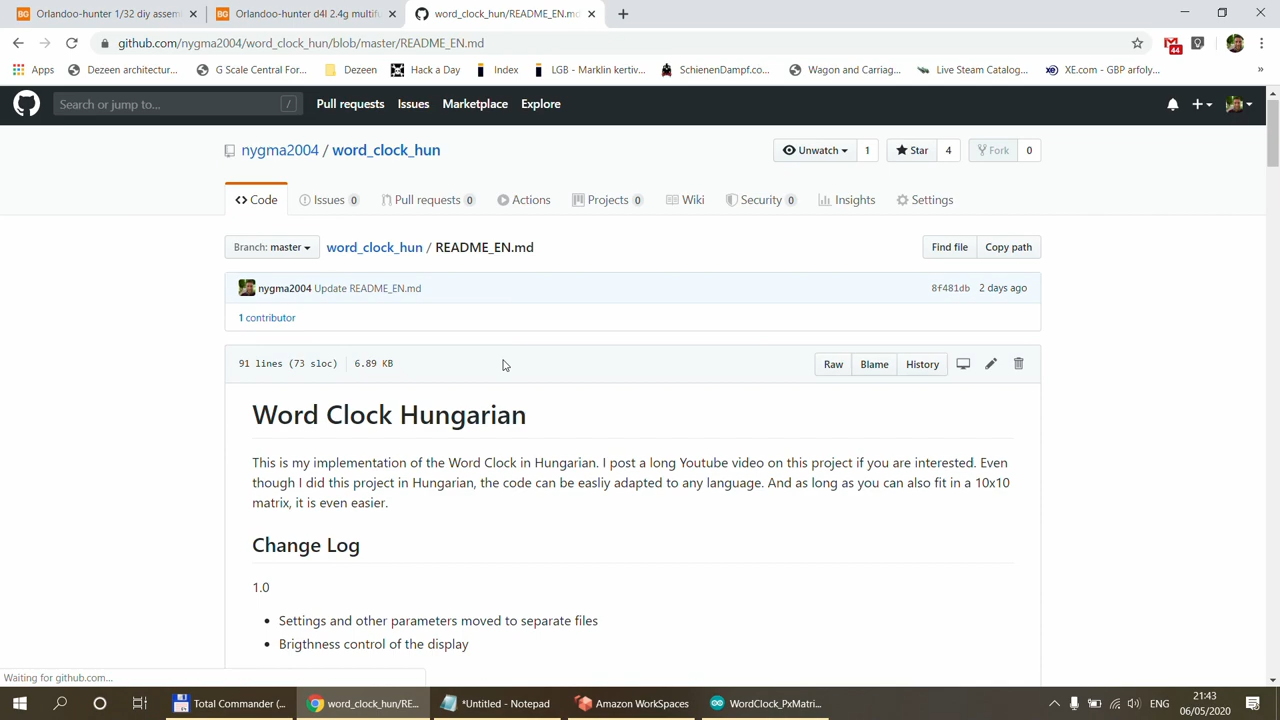 Orlandoo-hunter 1/32 diy assem
Orlandoo-hunter d4l 2.4g multifu
word_clock_hun/README_EN.md
github.com/nygma2004/word_clock_hun/blob/master/README_EN.md
44
Apps
Dezeen architectur...
G Scale Central For...
Dezeen
Hack a Day
Index
LGB - Marklin kertiv...
SchienenDampf.co...
Wagon and Carriag...
Live Steam Catalog...
XE.com - GBP arfoly...
»
Search or jump to...
/
Pull requests
Issues
Marketplace
Explore
nygma2004 / word_clock_hun
Unwatch 1
Star 4
Fork 0
Code
Issues 0
Pull requests 0
Actions
Projects 0
Wiki
Security 0
Insights
Settings
Branch: master
word_clock_hun / README_EN.md
Find file
Copy path
nygma2004 Update README_EN.md
8f481db 2 days ago
1 contributor
91 lines (73 sloc) 6.89 KB
Raw
Blame
History
Word Clock Hungarian
This is my implementation of the Word Clock in Hungarian. I post a long Youtube video on this project if you are interested. Even
though I did this project in Hungarian, the code can be easliy adapted to any language. And as long as you can also fit in a 10x10
matrix, it is even easier.
Change Log
1.0
• Settings and other parameters moved to separate files
• Brigthness control of the display
Waiting for github.com...
Total Commander (...
word_clock_hun/RE...
*Untitled - Notepad
Amazon WorkSpaces
WordClock_PxMatri...
ENG
21:43
06/05/2020